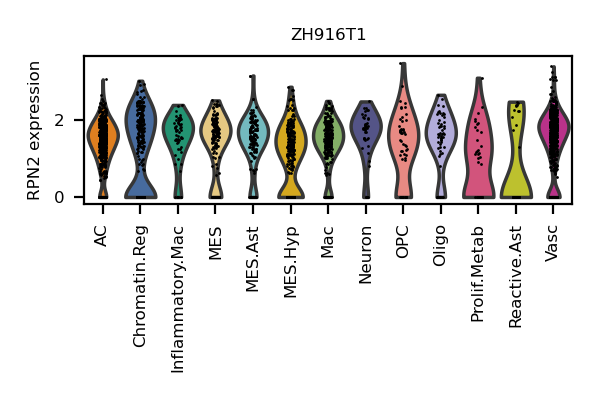 ZH916T1
RPN2 expression
2
0
AC
Chromatin.Reg
Inflammatory.Mac
MES
MES.Ast
MES.Hyp
Mac
Neuron
OPC
Oligo
Prolif.Metab
Reactive.Ast
Vasc